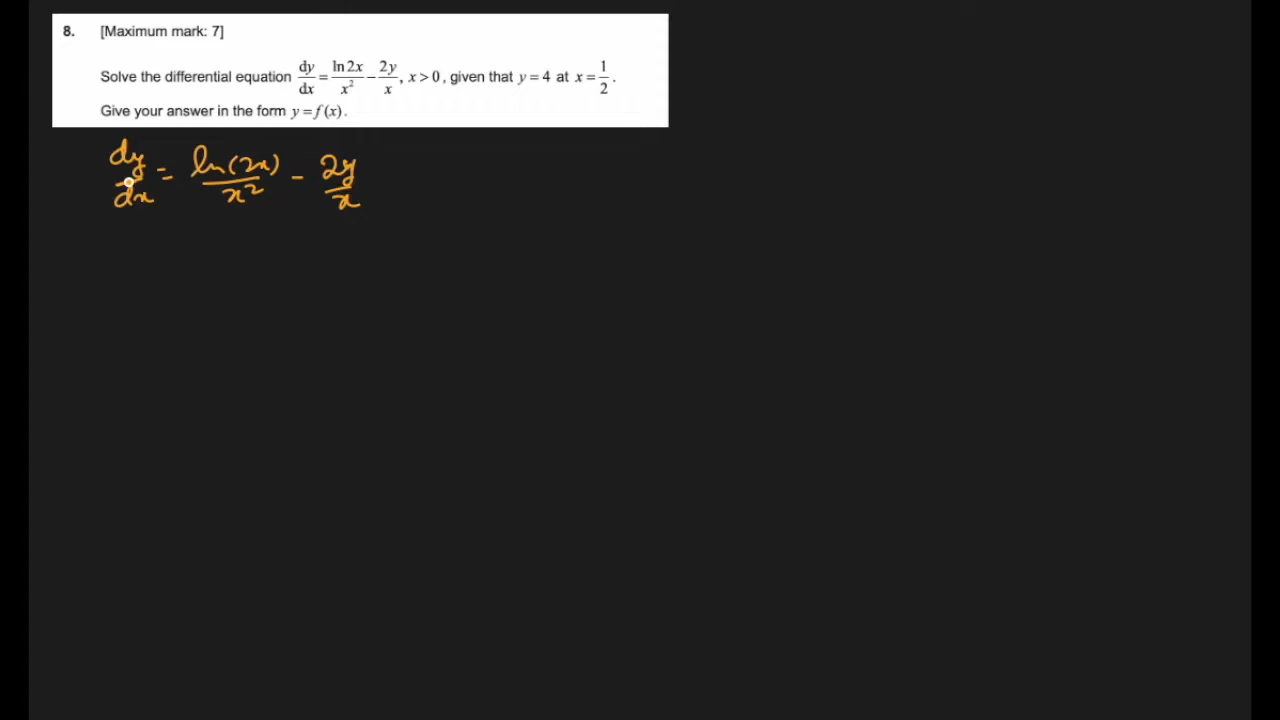 8. [Maximum mark: 7]
Solve the differential equation dy/dx = ln 2x/x² − 2y/x, x > 0, given that y = 4 at x = 1/2.
Give your answer in the form y = f(x).
dy/dx = ln(2x)/x² − 2y/x